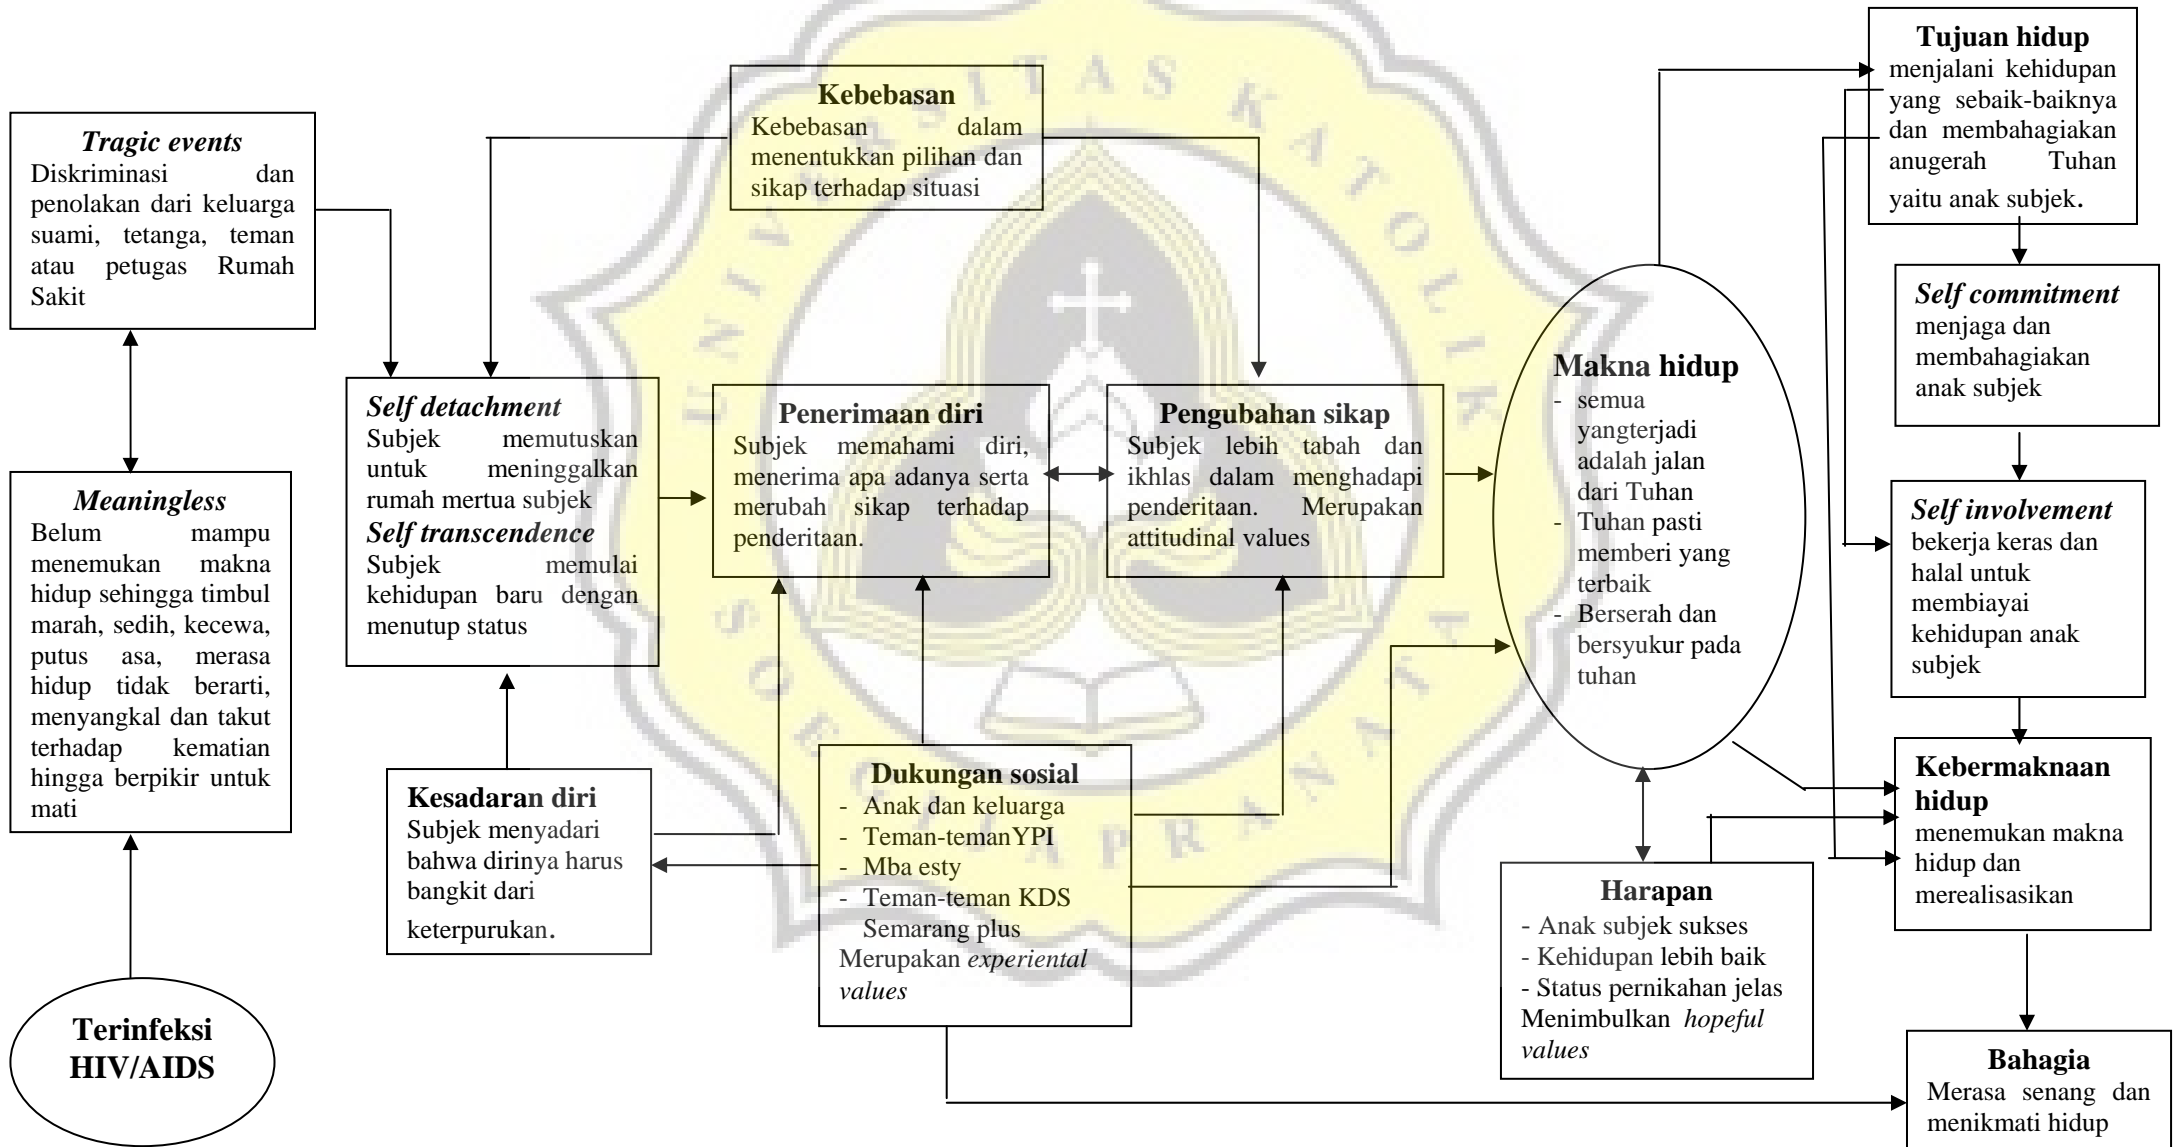 Tragic events
Diskriminasi dan
penolakan dari keluarga
suami, tetanga, teman
atau petugas Rumah
Sakit
Meaningless
Belum mampu
menemukan makna
hidup sehingga timbul
marah, sedih, kecewa,
putus asa, merasa
hidup tidak berarti,
menyangkal dan takut
terhadap kematian
hingga berpikir untuk
mati
Terinfeksi
HIV/AIDS
Kebebasan
Kebebasan dalam
menentukkan pilihan dan
sikap terhadap situasi
Self detachment
Subjek memutuskan
untuk meninggalkan
rumah mertua subjek
Self transcendence
Subjek memulai
kehidupan baru dengan
menutup status
Kesadaran diri
Subjek menyadari
bahwa dirinya harus
bangkit dari
keterpurukan.
Penerimaan diri
Subjek memahami diri,
menerima apa adanya serta
merubah sikap terhadap
penderitaan.
Pengubahan sikap
Subjek lebih tabah dan
ikhlas dalam menghadapi
penderitaan. Merupakan
attitudinal values
Dukungan sosial
- Anak dan keluarga
- Teman-temanYPI
- Mba esty
- Teman-teman KDS
Semarang plus
Merupakan experiental
values
Makna hidup
- semua
yangterjadi
adalah jalan
dari Tuhan
- Tuhan pasti
memberi yang
terbaik
- Berserah dan
bersyukur pada
tuhan
Harapan
- Anak subjek sukses
- Kehidupan lebih baik
- Status pernikahan jelas
Menimbulkan hopeful
values
Tujuan hidup
menjalani kehidupan
yang sebaik-baiknya
dan membahagiakan
anugerah Tuhan
yaitu anak subjek.
Self commitment
menjaga dan
membahagiakan
anak subjek
Self involvement
bekerja keras dan
halal untuk
membiayai
kehidupan anak
subjek
Kebermaknaan
hidup
menemukan makna
hidup dan
merealisasikan
Bahagia
Merasa senang dan
menikmati hidup
UNIVERSITAS KATOLIK
SOEGIJAPRANATA